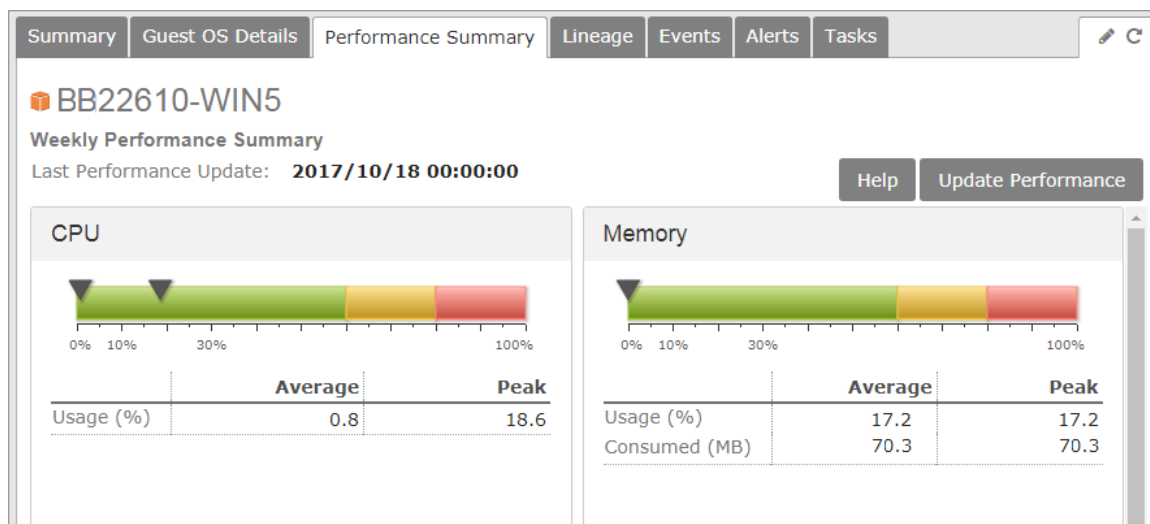 Summary Guest OS Details Performance Summary Lineage Events Alerts Tasks
BB22610-WIN5
Weekly Performance Summary
Last Performance Update: 2017/10/18 00:00:00
Help Update Performance
CPU
0% 10% 30% 100%
Average Peak
Usage (%) 0.8 18.6
Memory
0% 10% 30% 100%
Average Peak
Usage (%) 17.2 17.2
Consumed (MB) 70.3 70.3